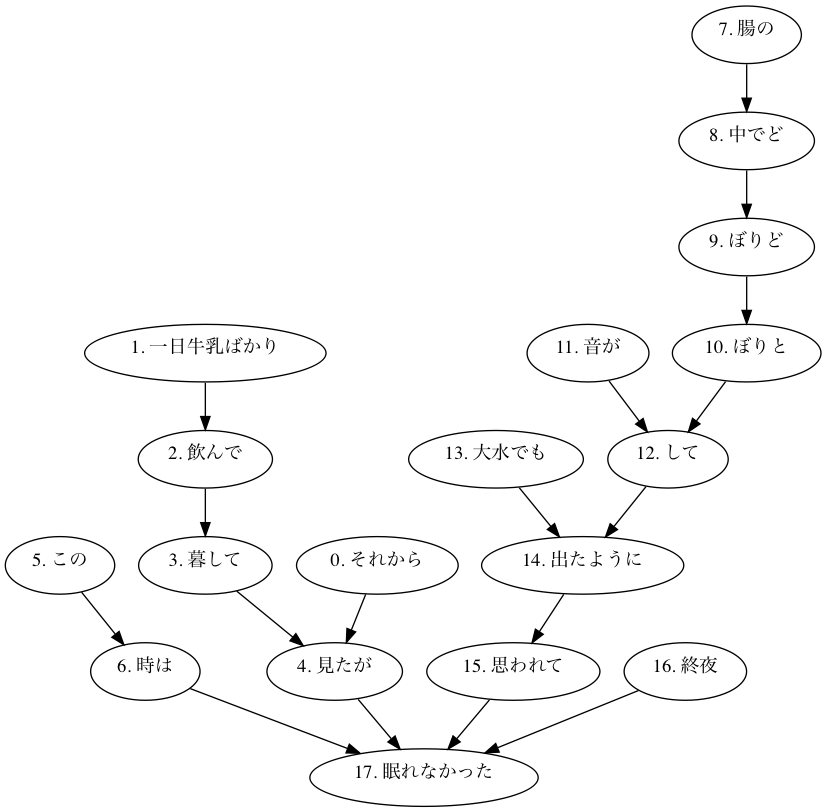 7. 腸の
8. 中でど
9. ぼりど
1. 一日牛乳ばかり
11. 音が
10. ぼりと
2. 飲んで
13. 大水でも
12. して
5. この
3. 暮して
0. それから
14. 出たように
6. 時は
4. 見たが
15. 思われて
16. 終夜
17. 眠れなかった